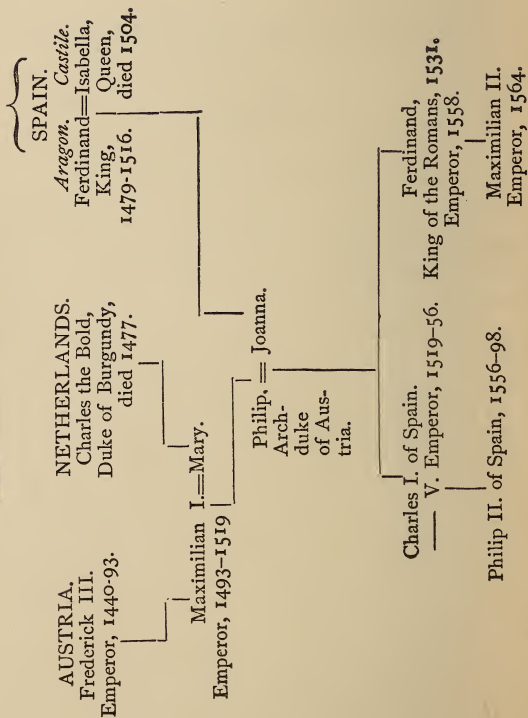 AUSTRIA.
Frederick III.
Emperor, 1440-93.
NETHERLANDS.
Charles the Bold,
Duke of Burgundy,
died 1477.
SPAIN.
Aragon. Castile.
Ferdinand=Isabella,
King, Queen,
1479-1516. died 1504.
Maximilian I.=Mary.
Emperor, 1493-1519
Philip. = Joanna.
Arch-
duke
of Aus-
tria.
Charles I. of Spain.
— V. Emperor, 1519-56.
Ferdinand,
King of the Romans, 1531.
Emperor, 1558.
Philip II. of Spain, 1556-98.
Maximilian II.
Emperor, 1564.